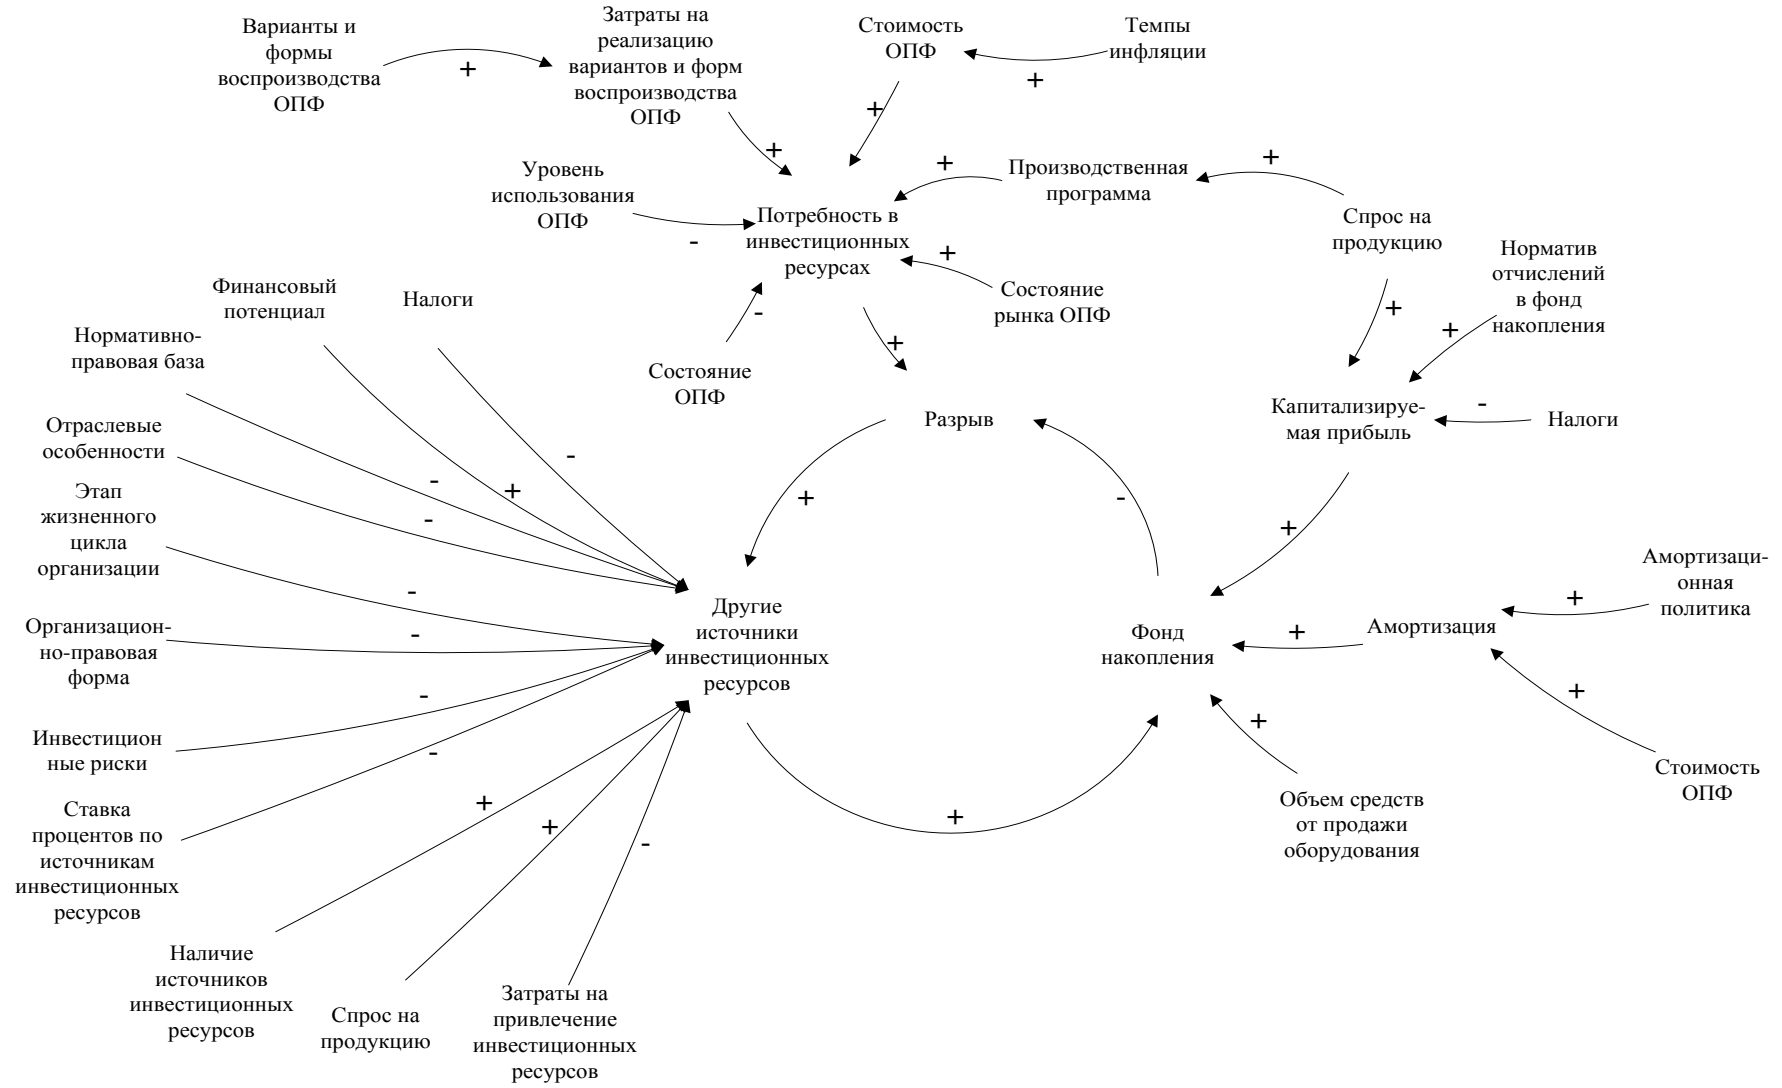 Варианты и
формы
воспроизводства
ОПФ
+
Затраты на
реализацию
вариантов и форм
воспроизводства
ОПФ
+
Стоимость
ОПФ
+
Темпы
инфляции
+
Уровень
использования
ОПФ
-
Потребность в
инвестиционных
ресурсах
+
Производственная
программа
+
Спрос на
продукцию
+
Норматив
отчислений
в фонд
накопления
+
Состояние
рынка ОПФ
+
Состояние
ОПФ
-
+
Финансовый
потенциал
+
Налоги
-
Нормативно-
правовая база
-
Отраслевые
особенности
-
Этап
жизненного
цикла
организации
-
Организацион-
но-правовая
форма
-
Инвестицион
ные риски
-
Ставка
процентов по
источникам
инвестиционных
ресурсов
-
Наличие
источников
инвестиционных
ресурсов
+
Спрос на
продукцию
+
Затраты на
привлечение
инвестиционных
ресурсов
-
Разрыв
+
-
Другие
источники
инвестиционных
ресурсов
+
Фонд
накопления
Капитализируе-
мая прибыль
+
-
Налоги
Амортизация
+
Амортизаци-
онная
политика
+
Стоимость
ОПФ
+
Объем средств
от продажи
оборудования
+